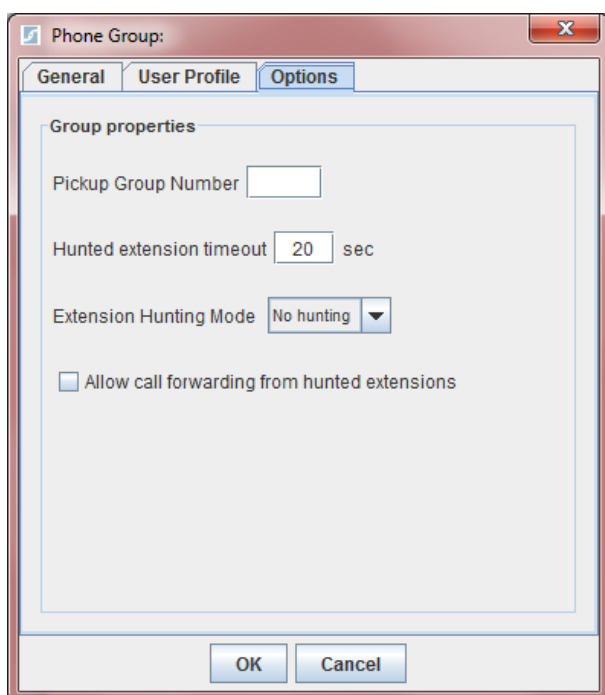 Phone Group:
General User Profile Options
Group properties
Pickup Group Number
Hunted extension timeout 20 sec
Extension Hunting Mode No hunting
Allow call forwarding from hunted extensions
OK Cancel